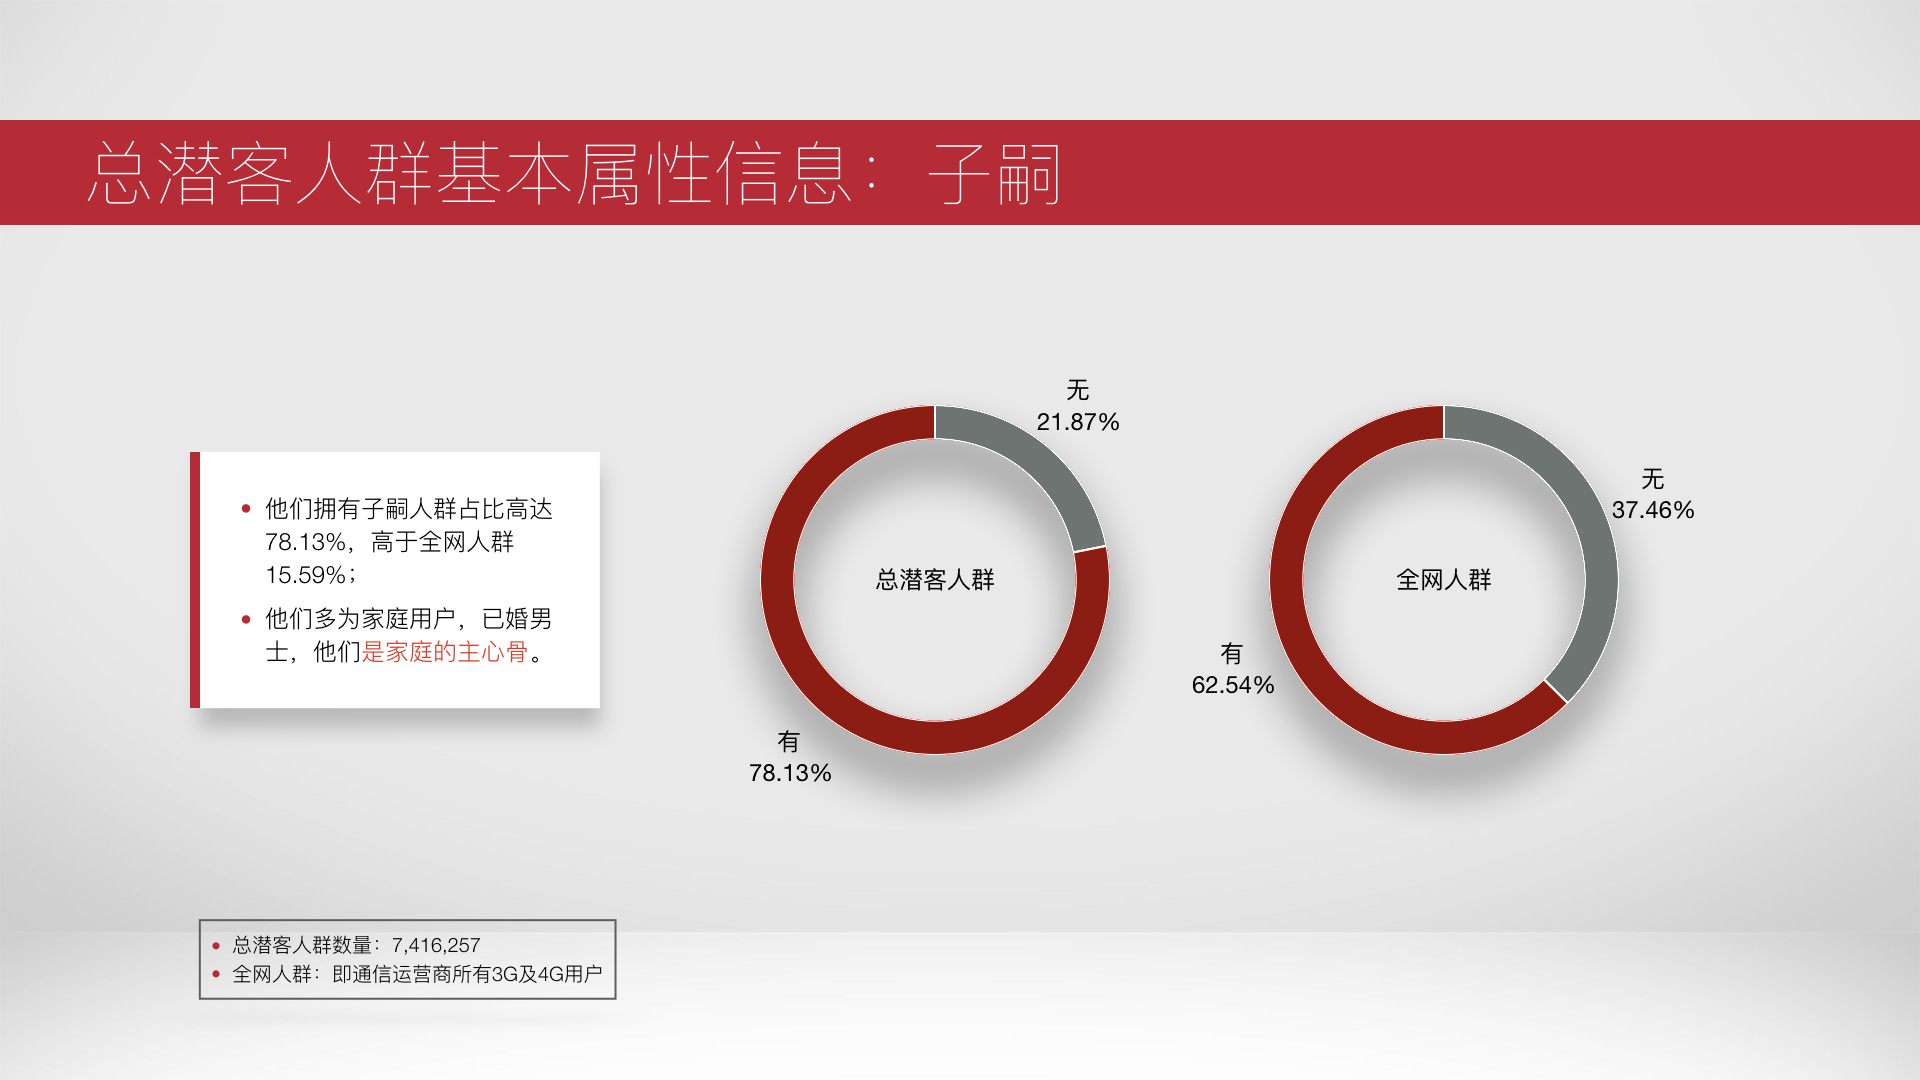 总潜客人群基本属性信息： 子嗣
• 他们拥有子嗣人群占比高达
78.13%，高于全网人群
15.59%；
• 他们多为家庭用户，已婚男
士，他们是家庭的主心骨。
无
21.87%
总潜客人群
有
78.13%
无
37.46%
全网人群
有
62.54%
• 总潜客人群数量：7,416,257
• 全网人群：即通信运营商所有3G及4G用户